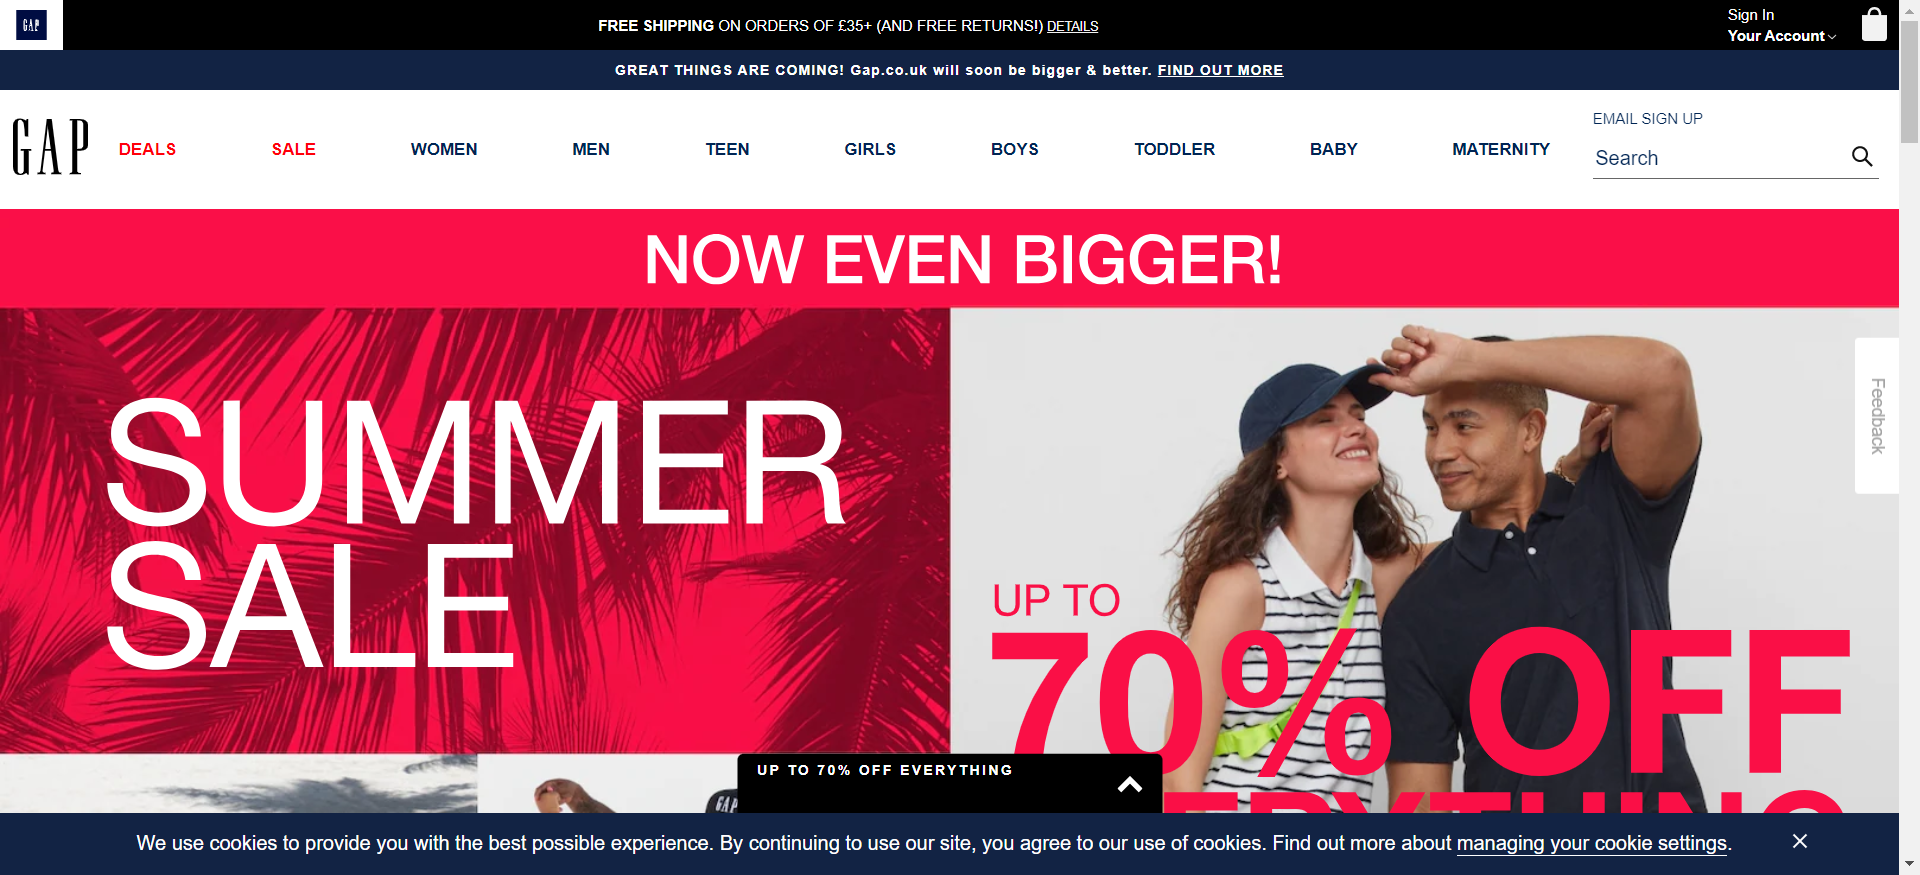 GAP
FREE SHIPPING ON ORDERS OF £35+ (AND FREE RETURNS!) DETAILS
Sign In
Your Account
GREAT THINGS ARE COMING! Gap.co.uk will soon be bigger & better. FIND OUT MORE
GAP
DEALS SALE WOMEN MEN TEEN GIRLS BOYS TODDLER BABY MATERNITY
EMAIL SIGN UP
Search
NOW EVEN BIGGER!
SUMMER
SALE
Feedback
UP TO
70% OFF
UP TO 70% OFF EVERYTHING
GAP
We use cookies to provide you with the best possible experience. By continuing to use our site, you agree to our use of cookies. Find out more about managing your cookie settings.